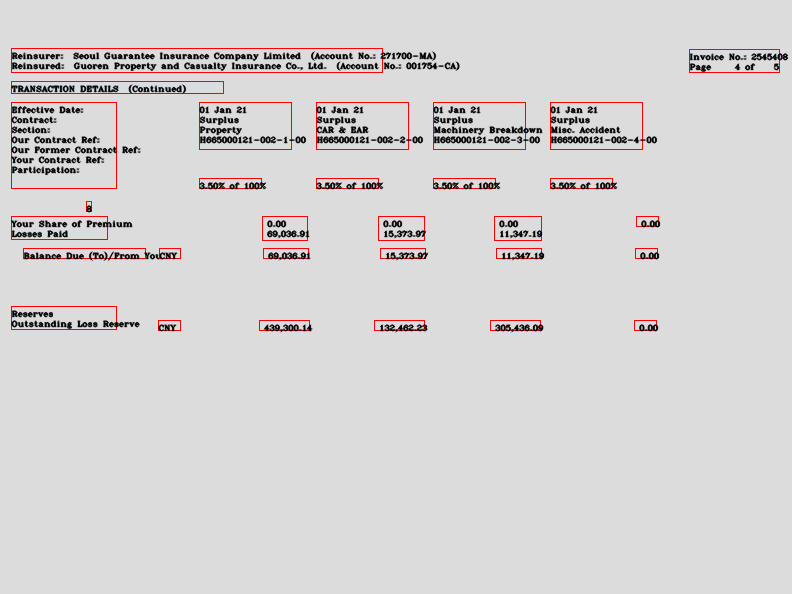 Reinsurer: Seoul Guarantee Insurance Company Limited (Account No.: 271700-MA)
Reinsured: Guoren Property and Casualty Insurance Co., Ltd. (Account No.: 001754-CA)
Invoice No.: 2545408
Page 4 of 5
TRANSACTION DETAILS (Continued)
Effective Date: 01 Jan 21 01 Jan 21 01 Jan 21 01 Jan 21
Contract: Surplus Surplus Surplus Surplus
Section: Property CAR & EAR Machinery Breakdown Misc. Accident
Our Contract Ref: H665000121-002-1-00 H665000121-002-2-00 H665000121-002-3-00 H665000121-002-4-00
Our Former Contract Ref:
Your Contract Ref:
Participation:
3.50% of 100% 3.50% of 100% 3.50% of 100% 3.50% of 100%
Your Share of Premium 0.00 0.00 0.00 0.00
Losses Paid 69,036.91 15,373.97 11,347.19
Balance Due (To)/From You CNY 69,036.91 15,373.97 11,347.19 0.00
Reserves
Outstanding Loss Reserve CNY 439,300.14 132,462.23 305,436.09 0.00